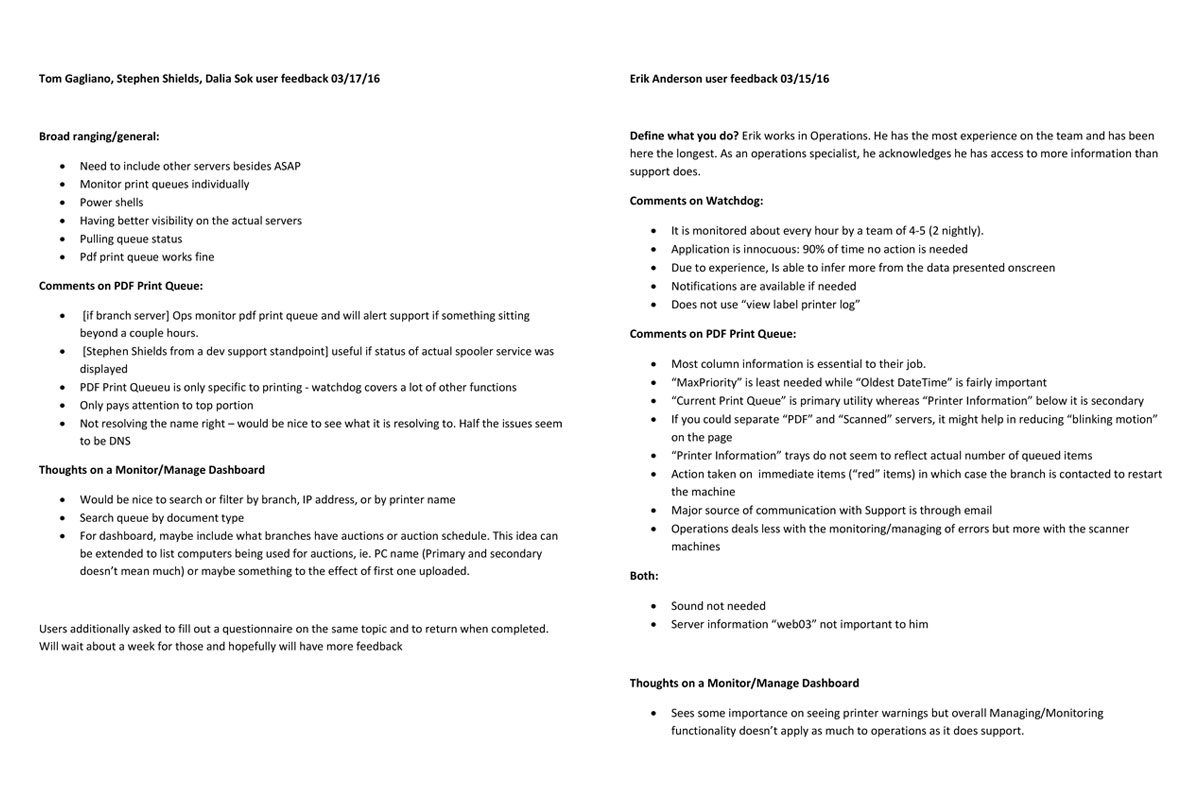 Tom Gagliano, Stephen Shields, Dalia Sok user feedback 03/17/16
Broad ranging/general:
• Need to include other servers besides ASAP
• Monitor print queues individually
• Power shells
• Having better visibility on the actual servers
• Pulling queue status
• Pdf print queue works fine
Comments on PDF Print Queue:
• [if branch server] Ops monitor pdf print queue and will alert support if something sitting
beyond a couple hours.
• [Stephen Shields from a dev support standpoint] useful if status of actual spooler service was
displayed
• PDF Print Queueu is only specific to printing - watchdog covers a lot of other functions
• Only pays attention to top portion
• Not resolving the name right – would be nice to see what it is resolving to. Half the issues seem
to be DNS
Thoughts on a Monitor/Manage Dashboard
• Would be nice to search or filter by branch, IP address, or by printer name
• Search queue by document type
• For dashboard, maybe include what branches have auctions or auction schedule. This idea can
be extended to list computers being used for auctions, ie. PC name (Primary and secondary
doesn’t mean much) or maybe something to the effect of first one uploaded.
Users additionally asked to fill out a questionnaire on the same topic and to return when completed.
Will wait about a week for those and hopefully will have more feedback
Erik Anderson user feedback 03/15/16
Define what you do? Erik works in Operations. He has the most experience on the team and has been
here the longest. As an operations specialist, he acknowledges he has access to more information than
support does.
Comments on Watchdog:
• It is monitored about every hour by a team of 4-5 (2 nightly).
• Application is innocuous: 90% of time no action is needed
• Due to experience, Is able to infer more from the data presented onscreen
• Notifications are available if needed
• Does not use “view label printer log”
Comments on PDF Print Queue:
• Most column information is essential to their job.
• “MaxPriority” is least needed while “Oldest DateTime” is fairly important
• “Current Print Queue” is primary utility whereas “Printer Information” below it is secondary
• If you could separate “PDF” and “Scanned” servers, it might help in reducing “blinking motion”
on the page
• “Printer Information” trays do not seem to reflect actual number of queued items
• Action taken on immediate items (“red” items) in which case the branch is contacted to restart
the machine
• Major source of communication with Support is through email
• Operations deals less with the monitoring/managing of errors but more with the scanner
machines
Both:
• Sound not needed
• Server information “web03” not important to him
Thoughts on a Monitor/Manage Dashboard
• Sees some importance on seeing printer warnings but overall Managing/Monitoring
functionality doesn’t apply as much to operations as it does support.